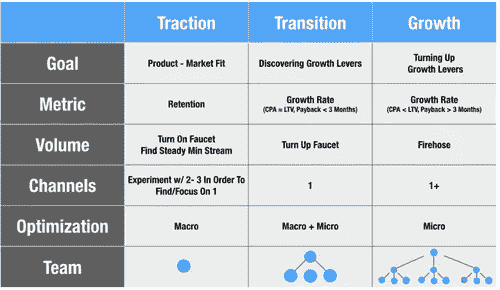 Traction Transition Growth
Goal Product - Market Fit Discovering Growth Levers Turning Up
Growth Levers
Metric Retention Growth Rate Growth Rate
(CPA = LTV, Payback < 3 Months) (CPA < LTV, Payback > 3 Months)
Volume Turn On Faucet
Find Steady Min Stream Turn Up Faucet Firehose
Channels Experiment w/ 2- 3 In Order To
Find/Focus On 1 1 1+
Optimization Macro Macro + Micro Micro
Team